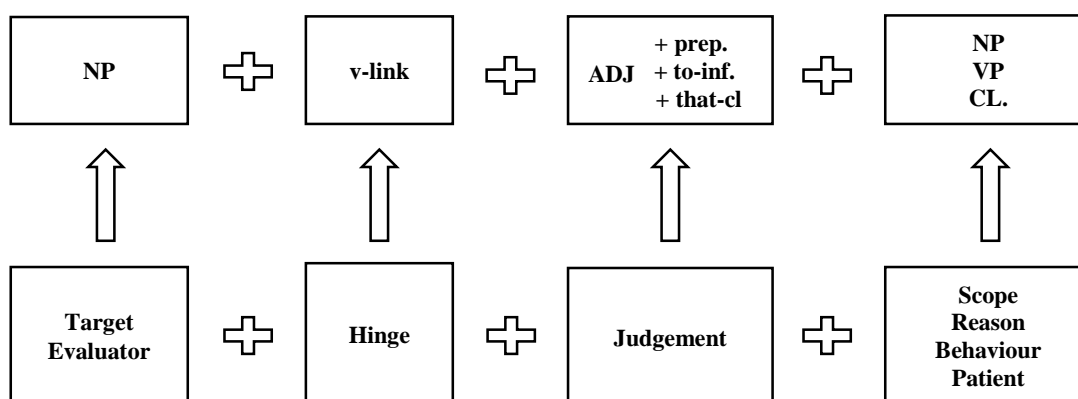 NP
v-link
ADJ
+ prep.
+ to-inf.
+ that-cl
NP
VP
CL.
Target
Evaluator
Hinge
Judgement
Scope
Reason
Behaviour
Patient